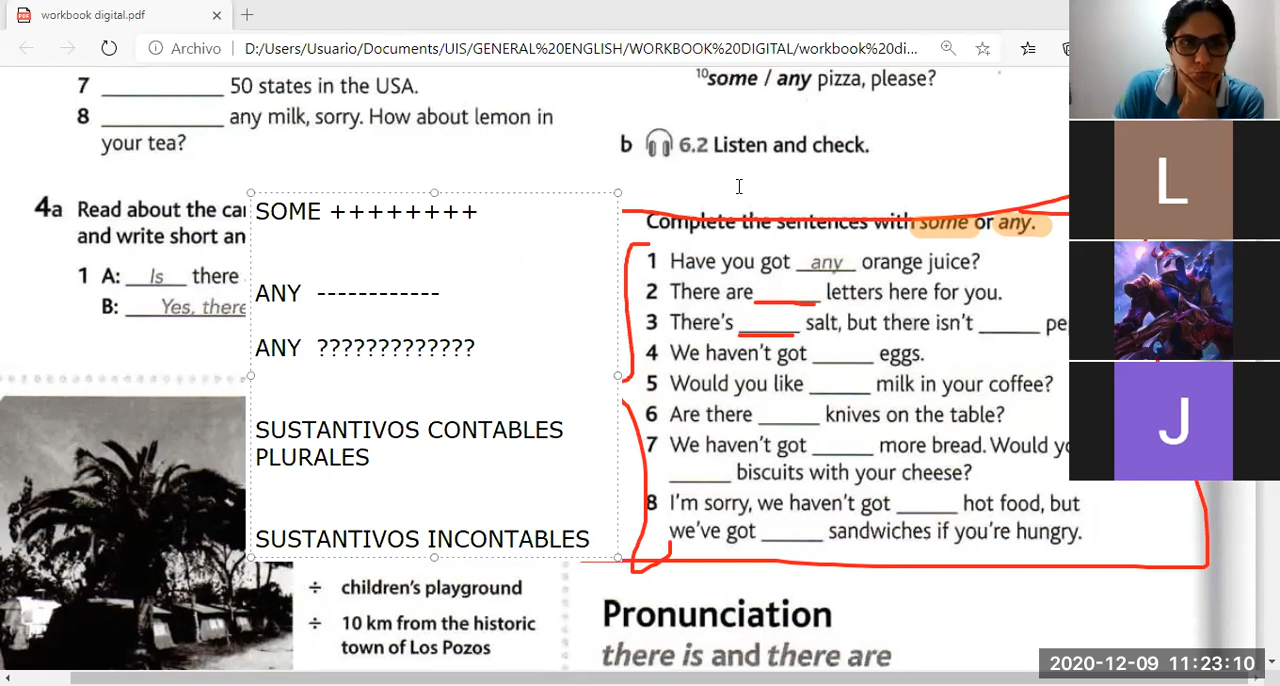 workbook digital.pdf
Archivo
D:/Users/Usuario/Documents/UIS/GENERAL%20ENGLISH/WORKBOOK%20DIGITAL/workbook%20di...
7 ____________ 50 states in the USA.
8 ____________ any milk, sorry. How about lemon in
your tea?
4a Read about the ca
and write short an
1 A: __Is__ there
B: ____Yes, there
SOME ++++++++
ANY ------------
ANY ?????????????
SUSTANTIVOS CONTABLES
PLURALES
SUSTANTIVOS INCONTABLES
÷ children's playground
÷ 10 km from the historic
town of Los Pozos
10some / any pizza, please?
b 6.2 Listen and check.
Complete the sentences with some or any.
1 Have you got __any__ orange juice?
2 There are ______ letters here for you.
3 There's ______ salt, but there isn't ______ pe
4 We haven't got ______ eggs.
5 Would you like ______ milk in your coffee?
6 Are there ______ knives on the table?
7 We haven't got ______ more bread. Would yo
______ biscuits with your cheese?
8 I'm sorry, we haven't got ______ hot food, but
we've got ______ sandwiches if you're hungry.
Pronunciation
there is and there are
L
J
2020-12-09 11:23:10